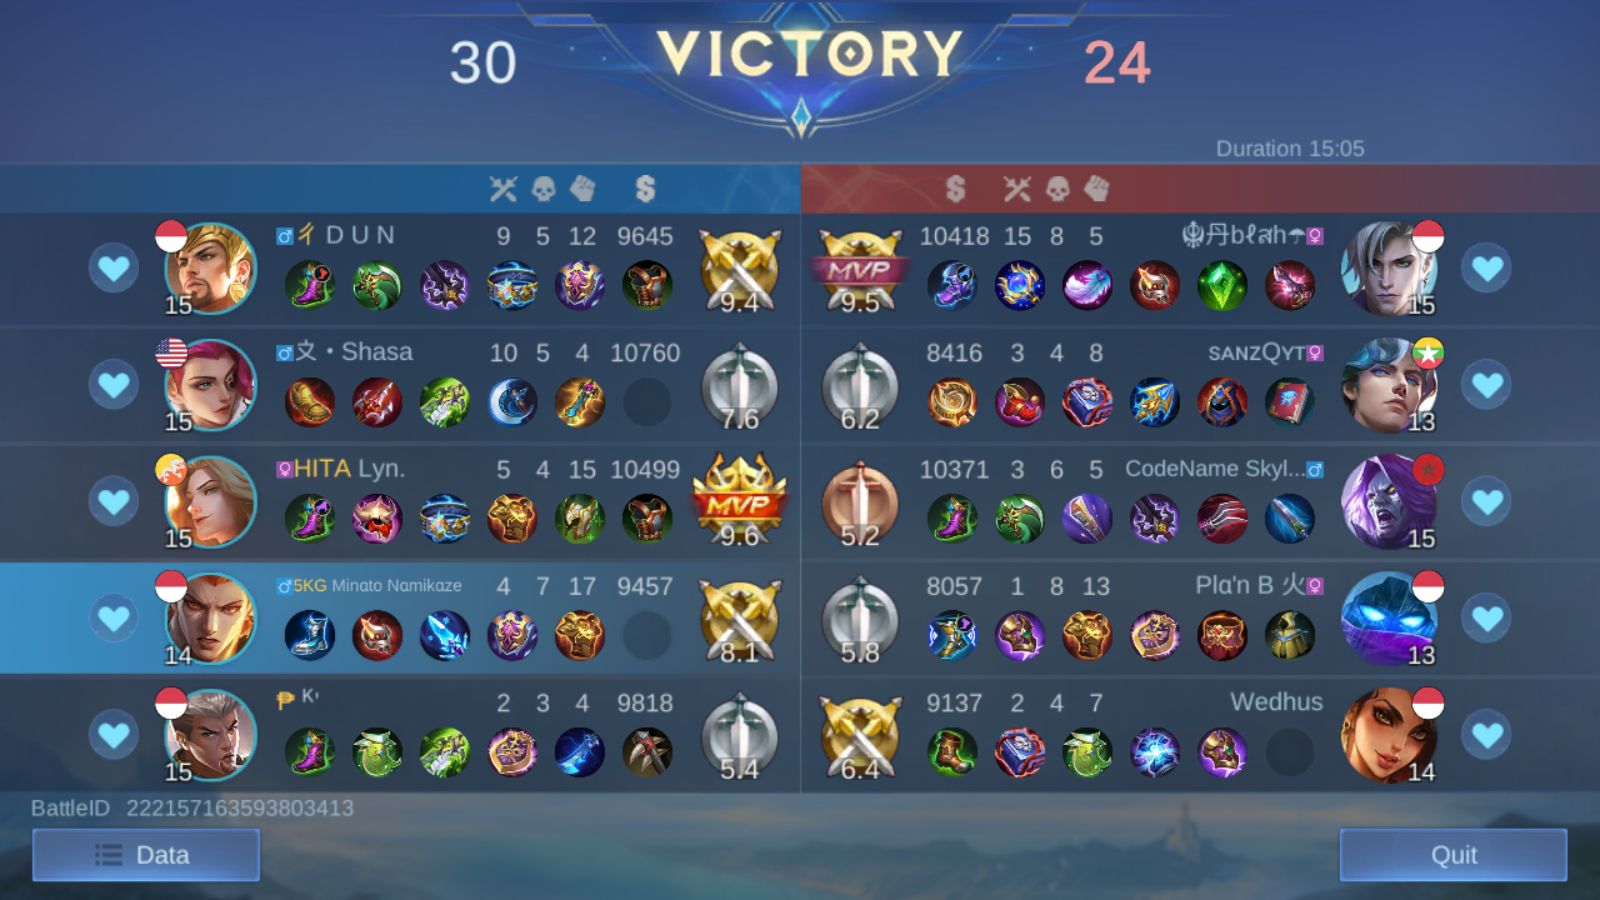 30 VICTORY 24
Duration 15:05
彳 D U N 9 5 12 9645
15 9.4
MVP 10418 15 8 5
9.5 15
文・Shasa 10 5 4 10760
15 7.6
8416 3 4 8 sᴀɴzQʏᴛ
6.2 13
HITA Lyn. 5 4 15 10499 MVP
15 9.6
10371 3 6 5 CodeName Skyl...
5.2 15
5KG Minato Namikaze 4 7 17 9457
14 8.1
8057 1 8 13 Plɑ'n B 火
5.8 13
K' 2 3 4 9818
15 5.4
9137 2 4 7 Wedhus
6.4 14
BattleID 222157163593803413
Data Quit